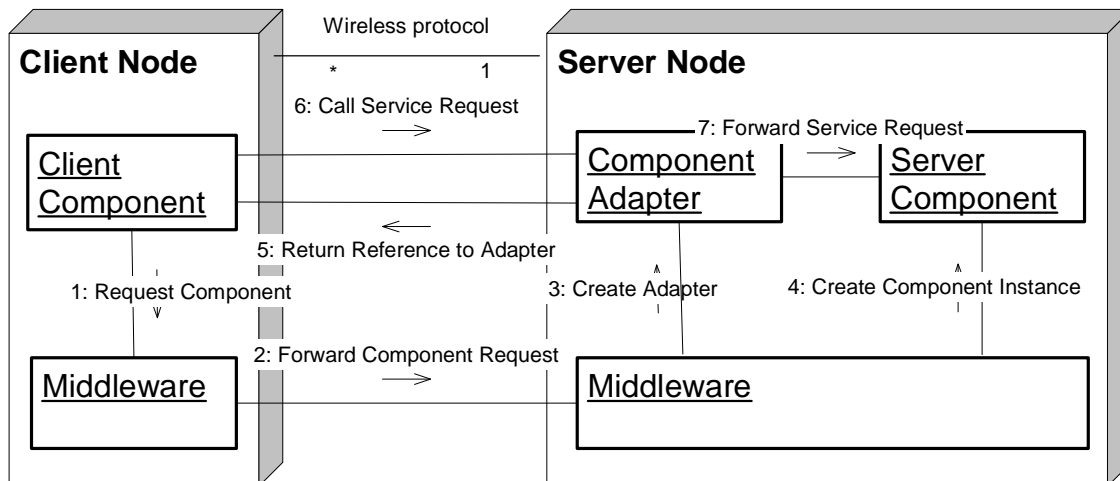 Wireless protocol
Client Node
Server Node
*
1
6: Call Service Request
7: Forward Service Request
Client
Component
Component
Adapter
Server
Component
5: Return Reference to Adapter
1: Request Component
3: Create Adapter
4: Create Component Instance
2: Forward Component Request
Middleware
Middleware